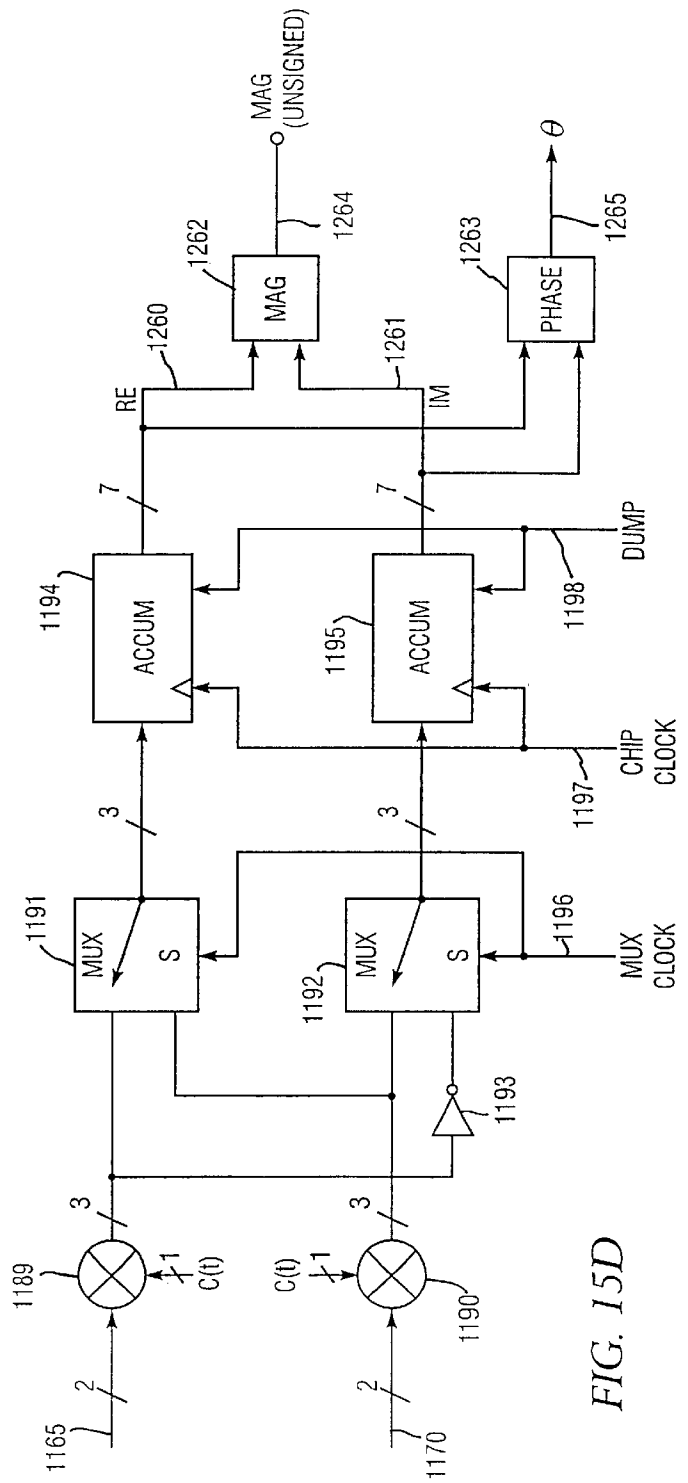 1165
2
1189
1
C(t)
3
1170
2
C(t)
1
1190
3
1193
1191
MUX
S
1192
MUX
S
1196
MUX
CLOCK
3
3
1194
ACCUM
1195
ACCUM
1197
CHIP
CLOCK
1198
DUMP
7
7
RE
1260
IM
1261
1262
MAG
1264
MAG
(UNSIGNED)
1263
PHASE
1265
θ
FIG. 15D